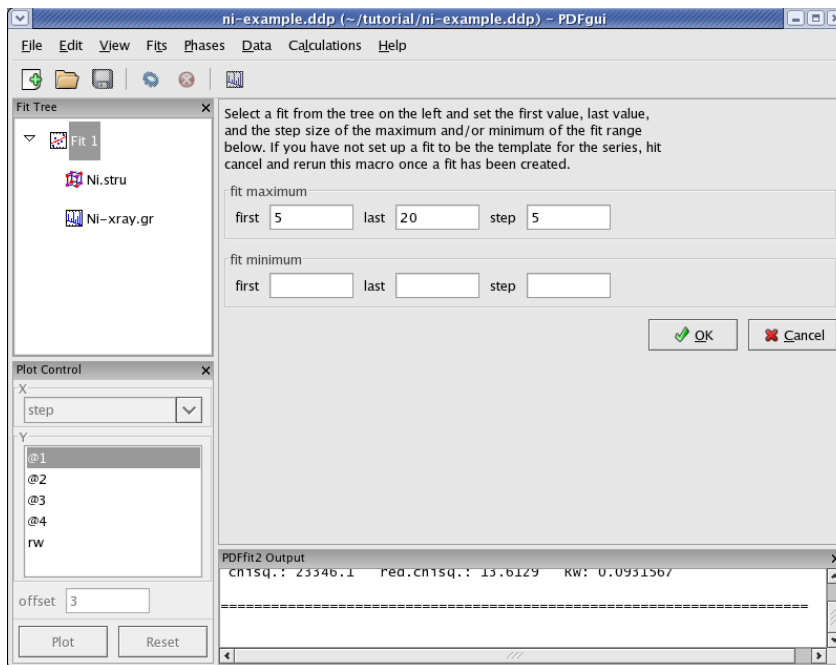 ni-example.ddp (~/tutorial/ni-example.ddp) - PDFgui
File Edit View Fits Phases Data Calculations Help
Fit Tree
Fit 1
Ni.stru
Ni-xray.gr
Select a fit from the tree on the left and set the first value, last value,
and the step size of the maximum and/or minimum of the fit range
below. If you have not set up a fit to be the template for the series, hit
cancel and rerun this macro once a fit has been created.
fit maximum
first 5 last 20 step 5
fit minimum
first last step
OK Cancel
Plot Control
X
step
Y
@1
@2
@3
@4
rw
offset 3
Plot Reset
PDFfit2 Output
chisq.: 23346.1 red.chisq.: 13.6129 Rw: 0.0931567
==============================================================================